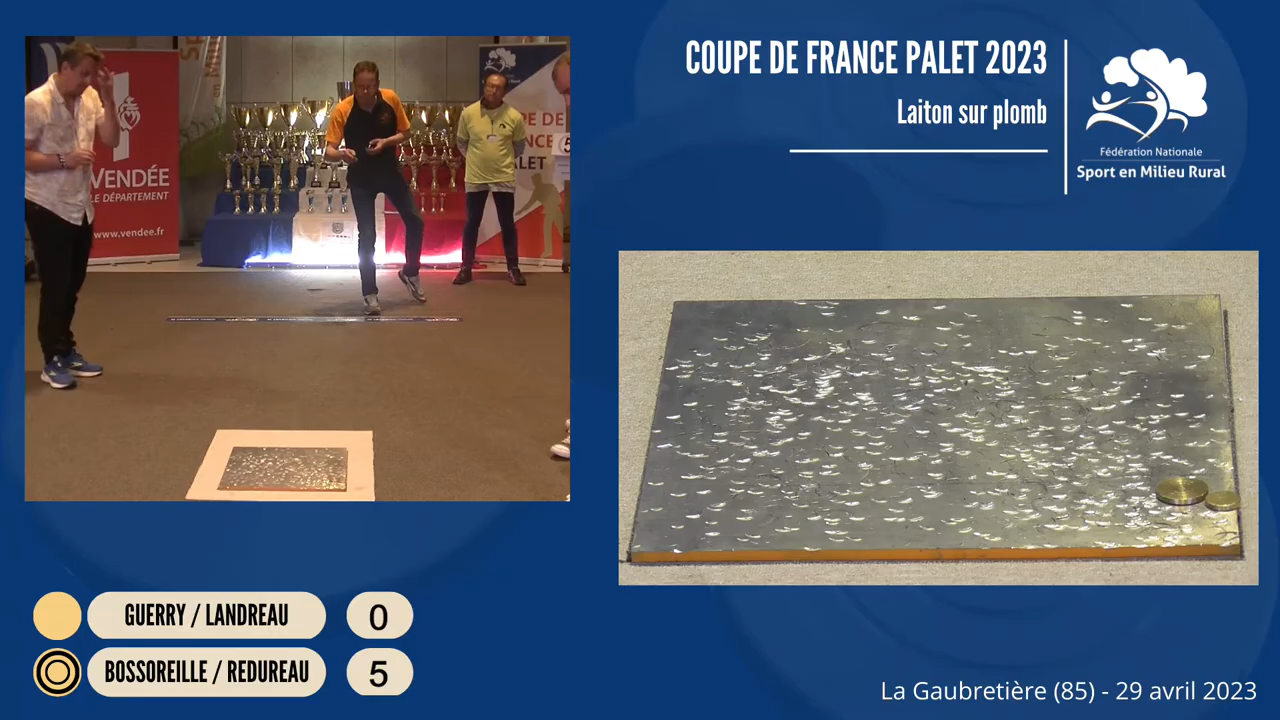 COUPE DE FRANCE PALET 2023
Laiton sur plomb
Fédération Nationale
Sport en Milieu Rural
VENDÉE
LE DÉPARTEMENT
www.vendee.fr
PALET
GUERRY / LANDREAU
0
BOSSOREILLE / REDUREAU
5
La Gaubretière (85) - 29 avril 2023